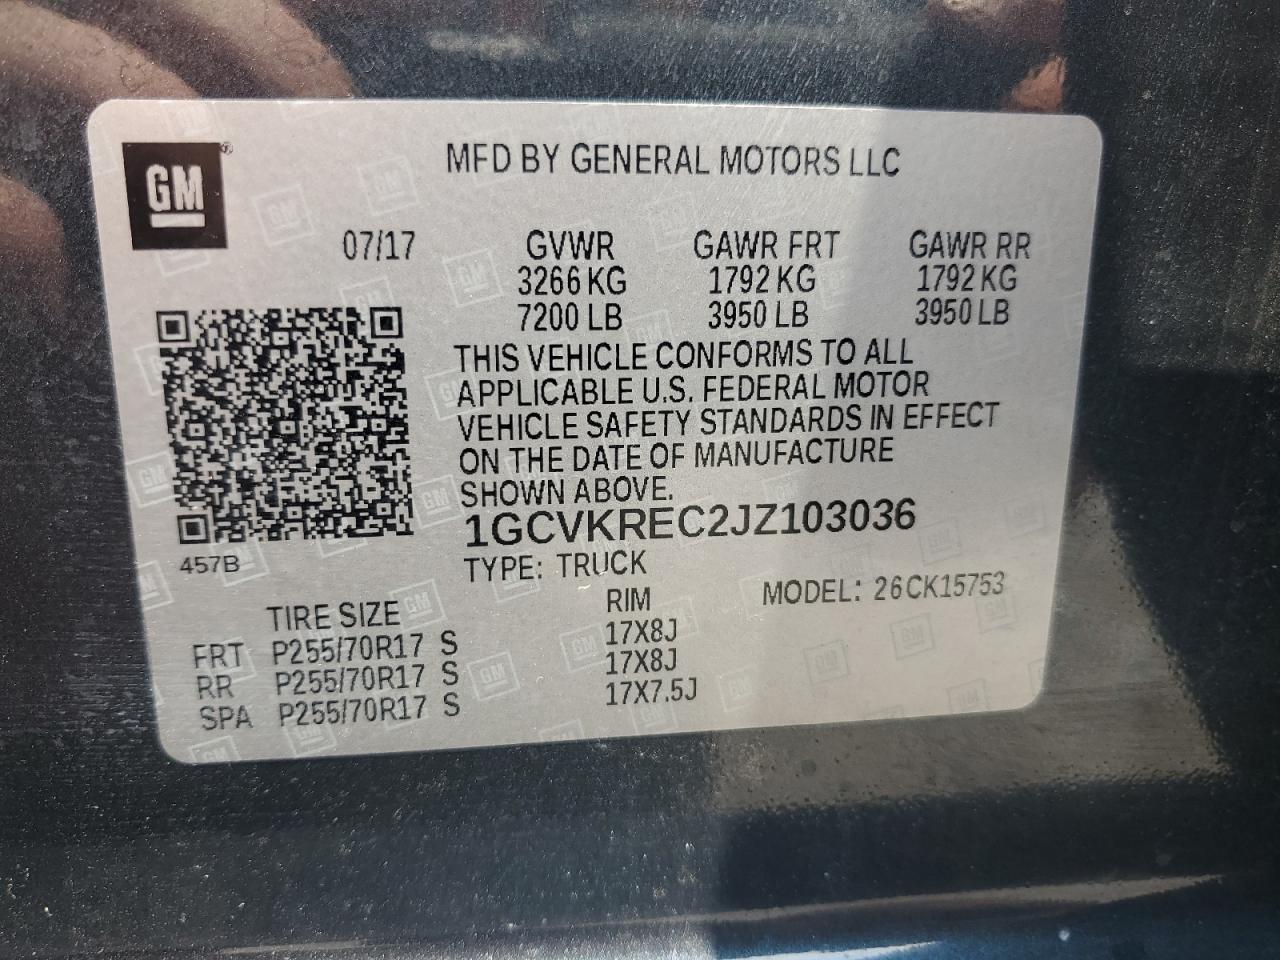 GM®
MFD BY GENERAL MOTORS LLC
07/17 GVWR GAWR FRT GAWR RR
3266 KG 1792 KG 1792 KG
7200 LB 3950 LB 3950 LB
THIS VEHICLE CONFORMS TO ALL
APPLICABLE U.S. FEDERAL MOTOR
VEHICLE SAFETY STANDARDS IN EFFECT
ON THE DATE OF MANUFACTURE
SHOWN ABOVE.
1GCVKREC2JZ103036
457B
TYPE: TRUCK
MODEL: 26CK15753
TIRE SIZE RIM
FRT P255/70R17 S 17X8J
RR P255/70R17 S 17X8J
SPA P255/70R17 S 17X7.5J